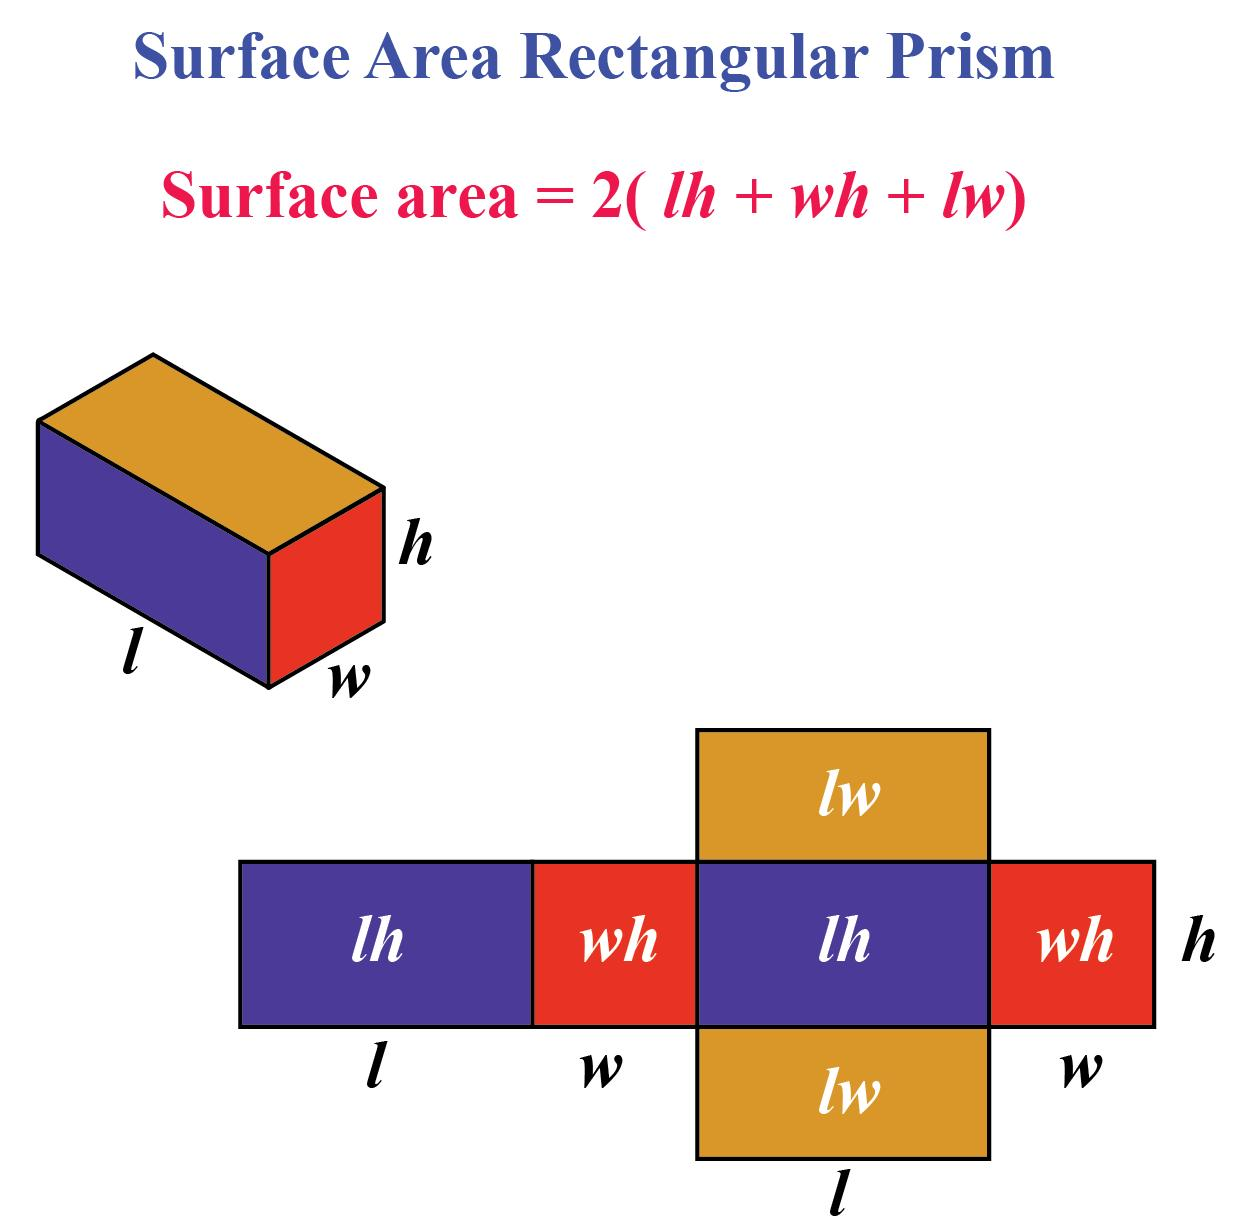 Surface Area Rectangular Prism
Surface area = 2( lh + wh + lw)
h
l
w
lw
lh wh lh wh h
l w w
lw
l